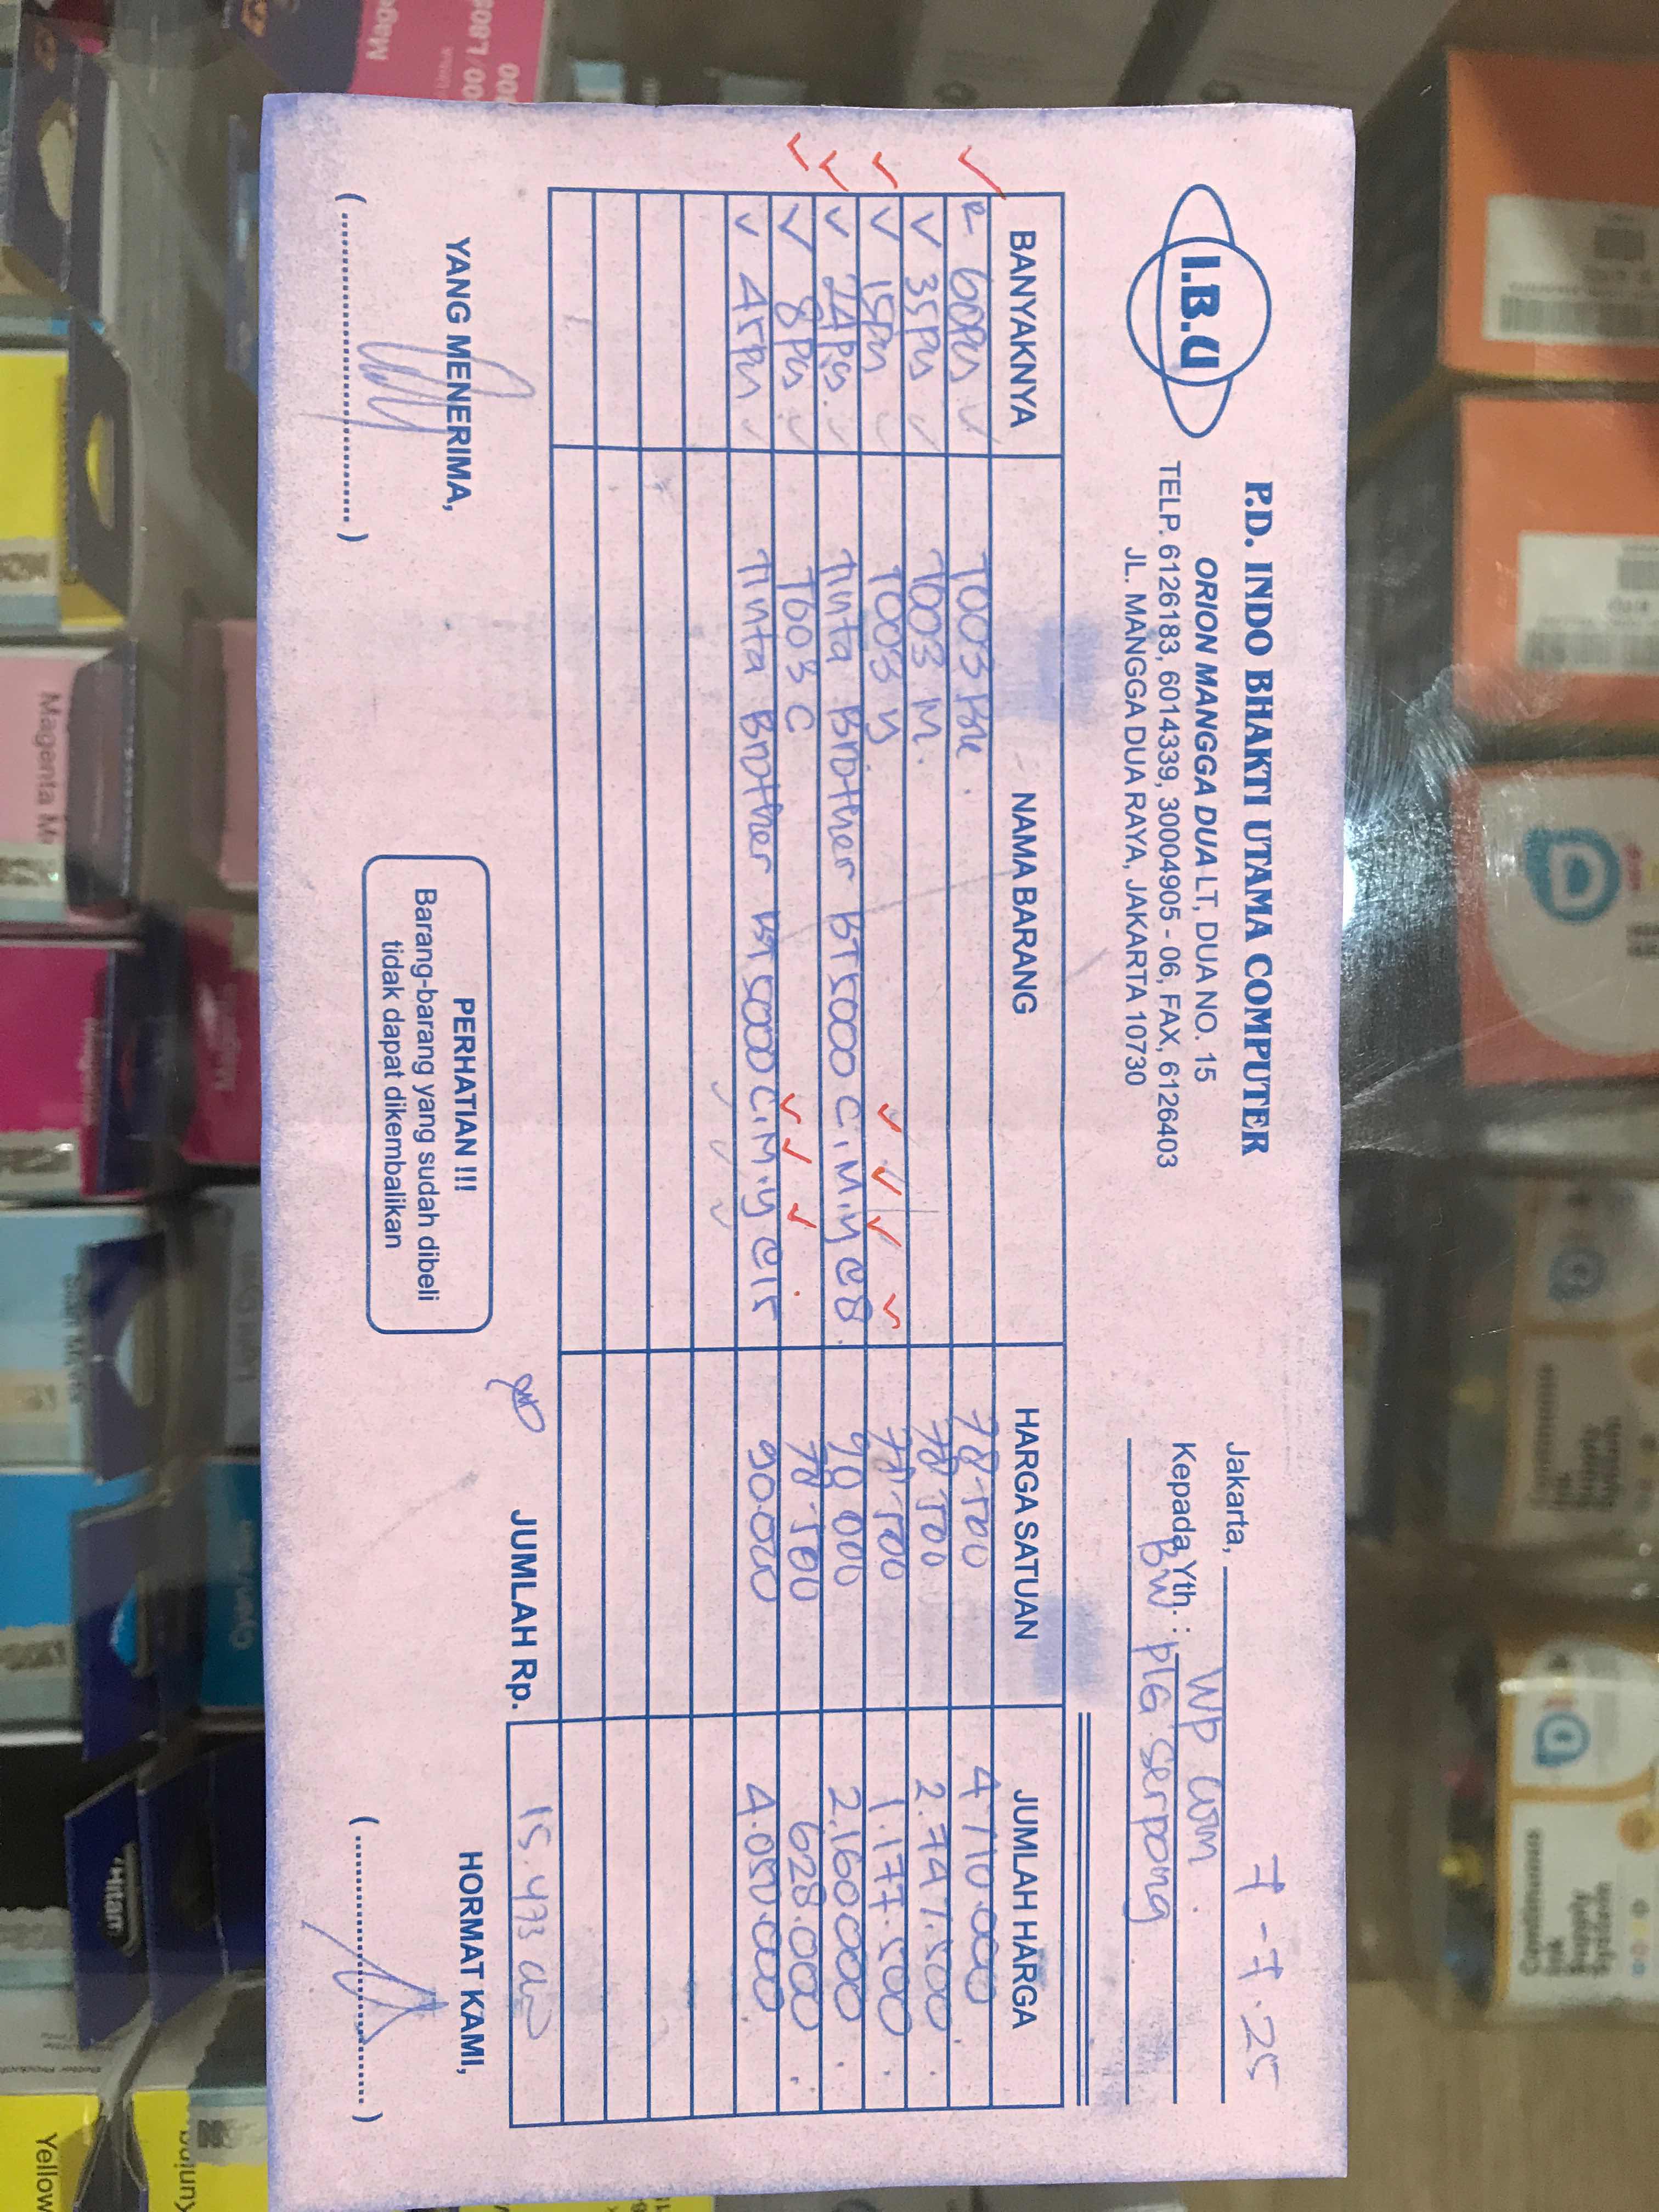 I.B.U
P.D. INDO BHAKTI UTAMA COMPUTER
ORION MANGGA DUA LT, DUA NO. 15
TELP. 6126183, 6014339, 30004905 - 06, FAX, 6126403
JL. MANGGA DUA RAYA, JAKARTA 10730
Jakarta, 7-7.25
Kepada Yth. : Wp Com.
BW PTG Serpong
BANYAKNYA NAMA BARANG HARGA SATUAN JUMLAH HARGA
60pcs T003 Bk. 78.500 4.710.000
35pcs T003 M. 78.500 2.747.500
15pcs T003 Y 78.500 1.177.500
24pcs. Tinta Brother BT5000 C.M.Y @8. 90.000 2.160.000
8pcs T003 C 78.500 628.000
45pcs Tinta Brother BT5000 C.M.Y @15 90.000 4.050.000
JUMLAH Rp. 15.473
YANG MENERIMA,
PERHATIAN !!!
Barang-barang yang sudah dibeli
tidak dapat dikembalikan
HORMAT KAMI,
(........................)
(........................)
Magenta
Hitam
Yellow